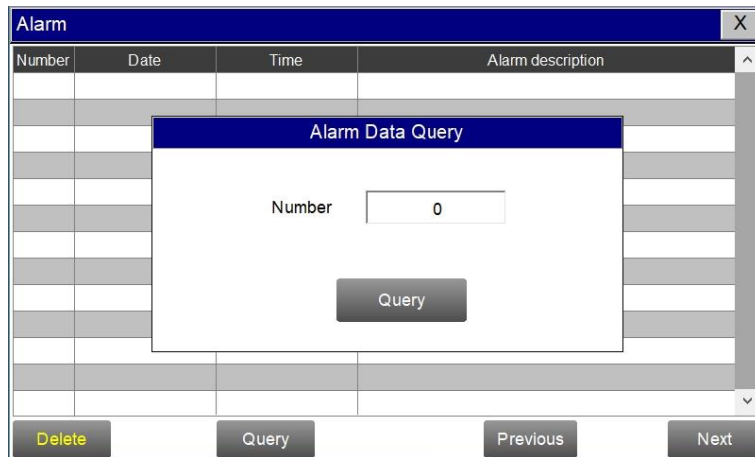 Alarm X
Number Date Time Alarm description
Alarm Data Query
Number 0
Query
Delete Query Previous Next